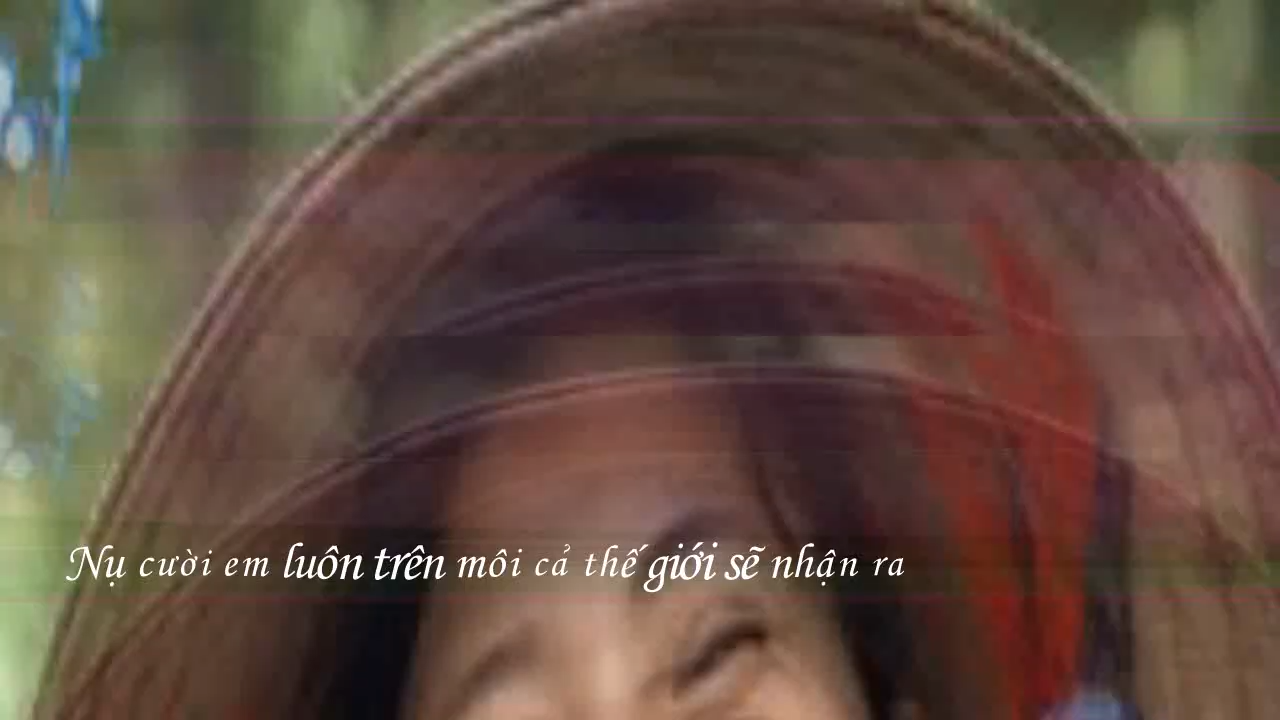 Nụ cười em luôn trên môi cả thế giới sẽ nhận ra